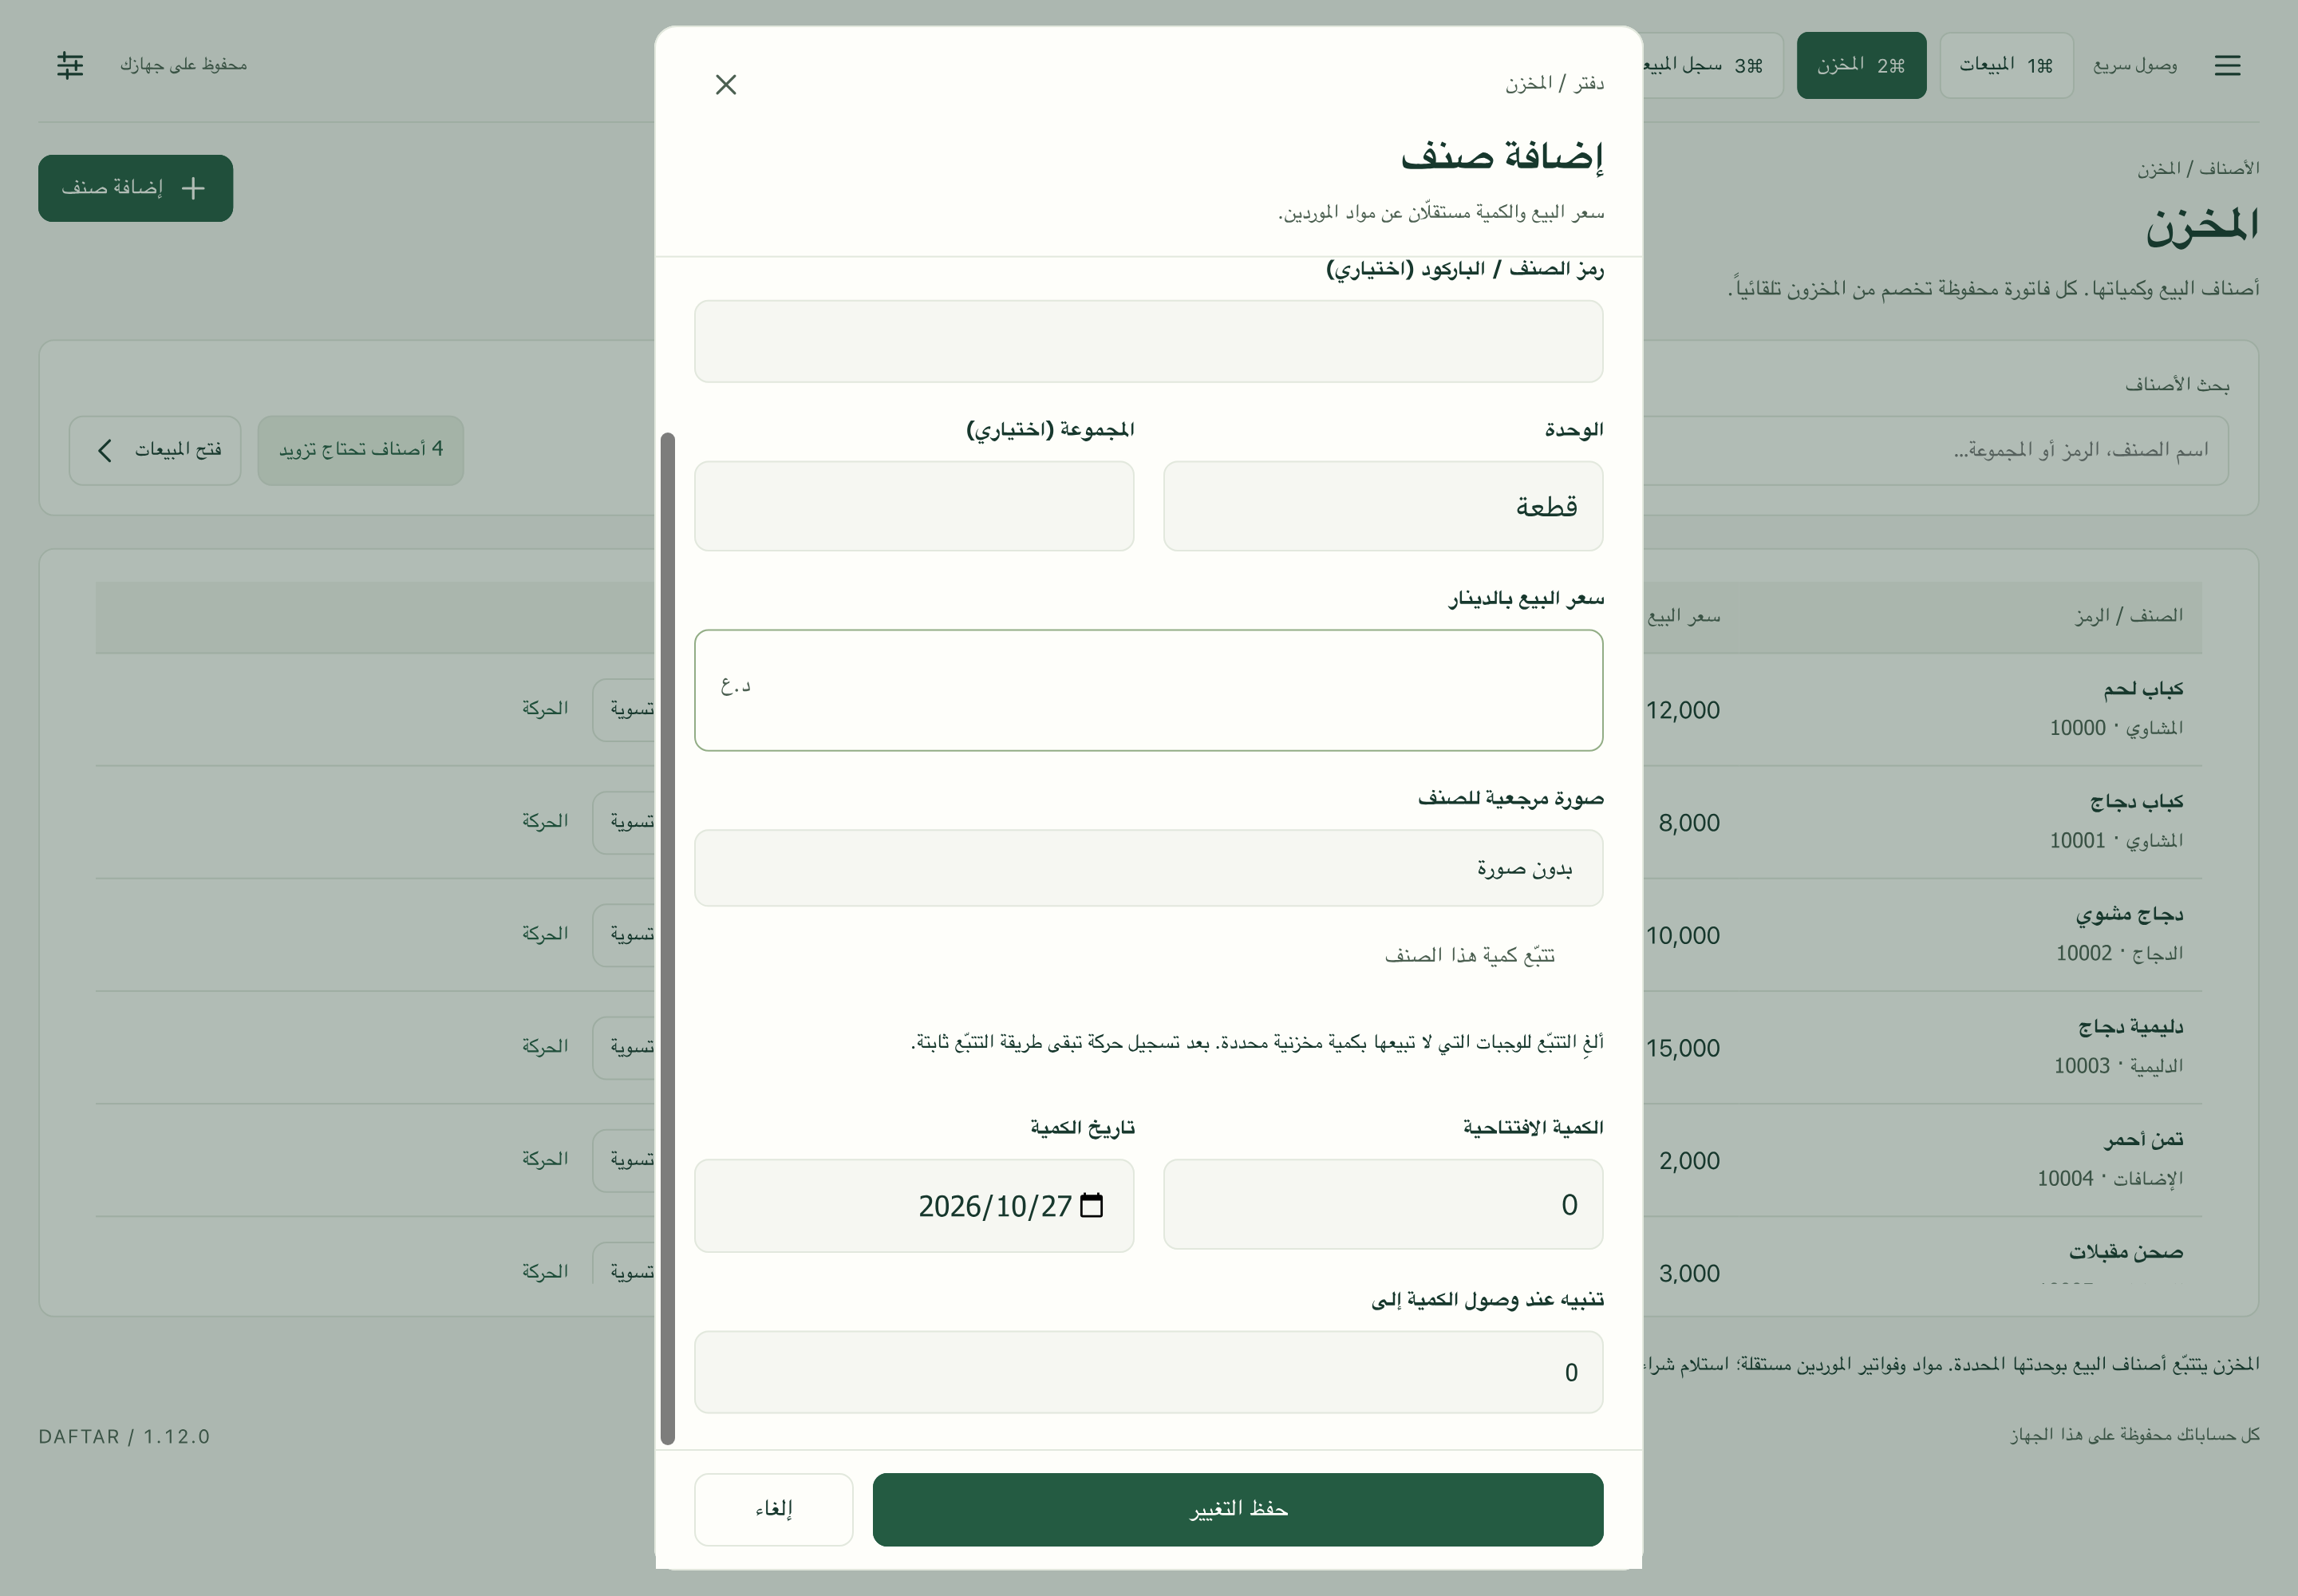 وصول سريع
⌘1 المبيعات
⌘2 المخزن
⌘3 سجل
محفوظ على جهازك
الأصناف / المخزن
المخزن
أصناف البيع وكمياتها. كل فاتورة محفوظة تخصم من المخزون تلقائياً.
إضافة صنف
بحث الأصناف
اسم الصنف، الرمز أو المجموعة...
4 أصناف تحتاج تزويد
فتح المبيعات
الصنف / الرمز
سعر البيع
كباب لحم
المشاوي · 10000
12,000
تسوية
الحركة
كباب دجاج
المشاوي · 10001
8,000
تسوية
الحركة
دجاج مشوي
الدجاج · 10002
10,000
تسوية
الحركة
دليمية دجاج
الدليمية · 10003
15,000
تسوية
الحركة
تمن أحمر
الإضافات · 10004
2,000
تسوية
الحركة
صحن مقبلات
3,000
تسوية
الحركة
المخزن يتتبّع أصناف البيع بوحدتها المحددة. مواد وفواتير الموردين مستقلة؛ استلام
كل حساباتك محفوظة على هذا الجهاز
DAFTAR / 1.12.0
دفتر / المخزن
إضافة صنف
سعر البيع والكمية مستقلّان عن مواد الموردين.
رمز الصنف / الباركود (اختياري)
الوحدة
قطعة
المجموعة (اختياري)
سعر البيع بالدينار
د.ع
صورة مرجعية للصنف
بدون صورة
تتبّع كمية هذا الصنف
ألغِ التتبّع للوجبات التي لا تبيعها بكمية مخزنية محددة. بعد تسجيل حركة تبقى طريقة التتبّع ثابتة.
الكمية الافتتاحية
0
تاريخ الكمية
2026/10/27
تنبيه عند وصول الكمية إلى
0
حفظ التغيير
إلغاء